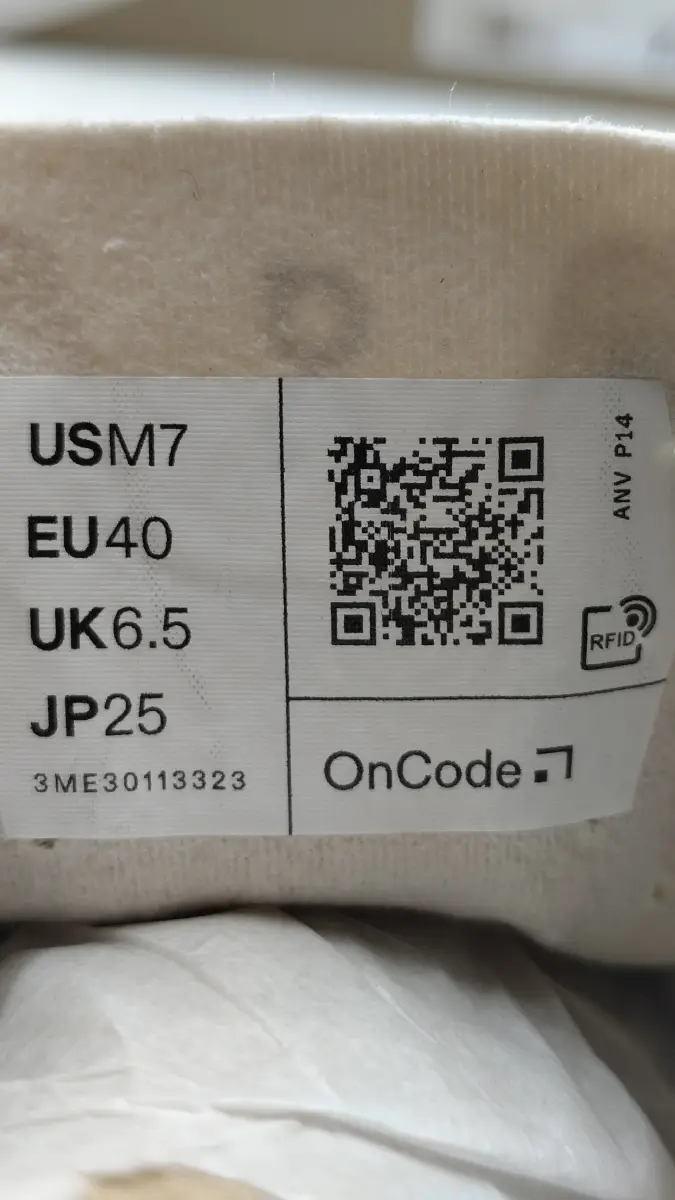 USM7
EU40
UK6.5
JP25
3ME30113323
ANV P14
RFID
OnCode